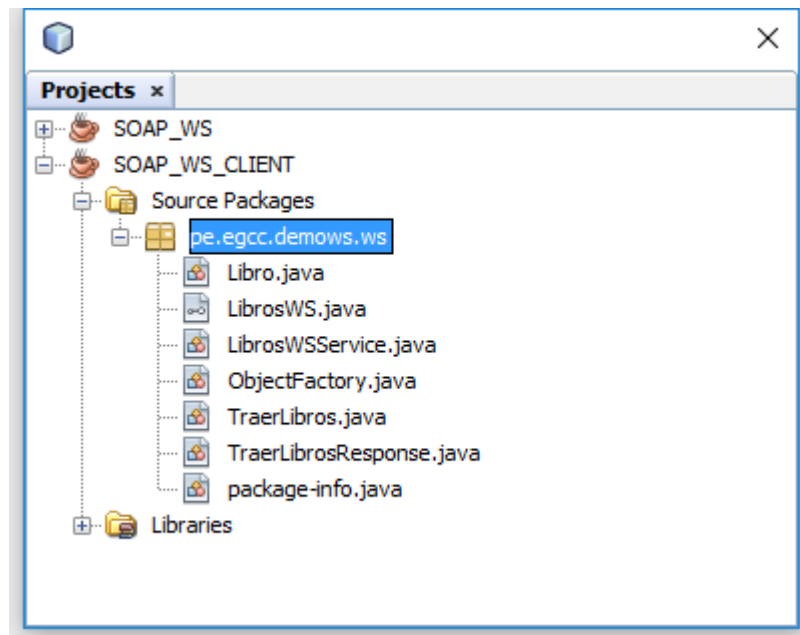 Projects
SOAP_WS
SOAP_WS_CLIENT
Source Packages
pe.egcc.demows.ws
Libro.java
LibrosWS.java
LibrosWSService.java
ObjectFactory.java
TraerLibros.java
TraerLibrosResponse.java
package-info.java
Libraries